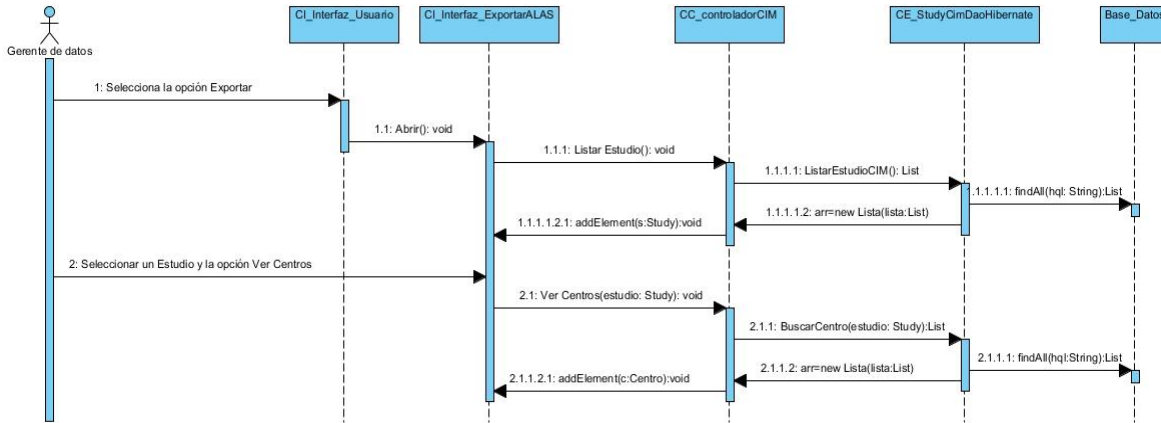 CI_Interfaz_Usuario
CI_Interfaz_ExportarALAS
CC_controladorCIM
CE_StudyCimDaoHibernate
Base_Datos
Gerente de datos
1: Selecciona la opción Exportar
1.1: Abrir(): void
1.1.1: Listar Estudio(): void
1.1.1.1: ListarEstudioCIM(): List
1.1.1.1.1: findAll(hql: String):List
1.1.1.1.2: arr=new Lista(lista:List)
1.1.1.1.2.1: addElement(s:Study):void
2: Seleccionar un Estudio y la opción Ver Centros
2.1: Ver Centros(estudio: Study): void
2.1.1: BuscarCentro(estudio: Study):List
2.1.1.1: findAll(hql:String):List
2.1.1.2: arr=new Lista(lista:List)
2.1.1.2.1: addElement(c:Centro):void